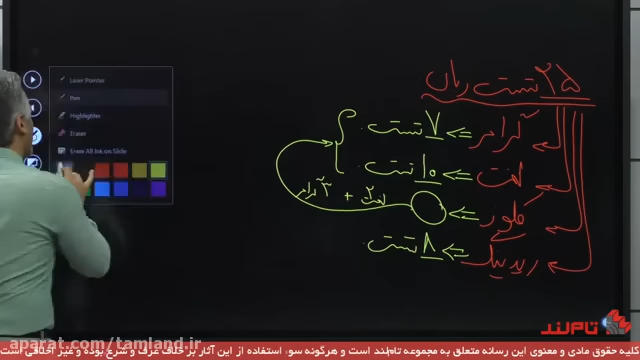 ۲۵ تست زبان
گرامر => ۷ تست
لغت => ۱۰ تست
کلوز => ۲ لغت + ۳ گرامر
ریدینگ => ۸ تست
Laser Pointer
Pen
Highlighter
Eraser
Erase All Ink on Slide
تاملند
aparat.com/tamland.ir
کلیه حقوق مادی و معنوی این رسانه متعلق به مجموعه تاملند است و هرگونه سوء استفاده از این آثار بر خلاف عرف و شرع بوده و غیر اخلاقی است